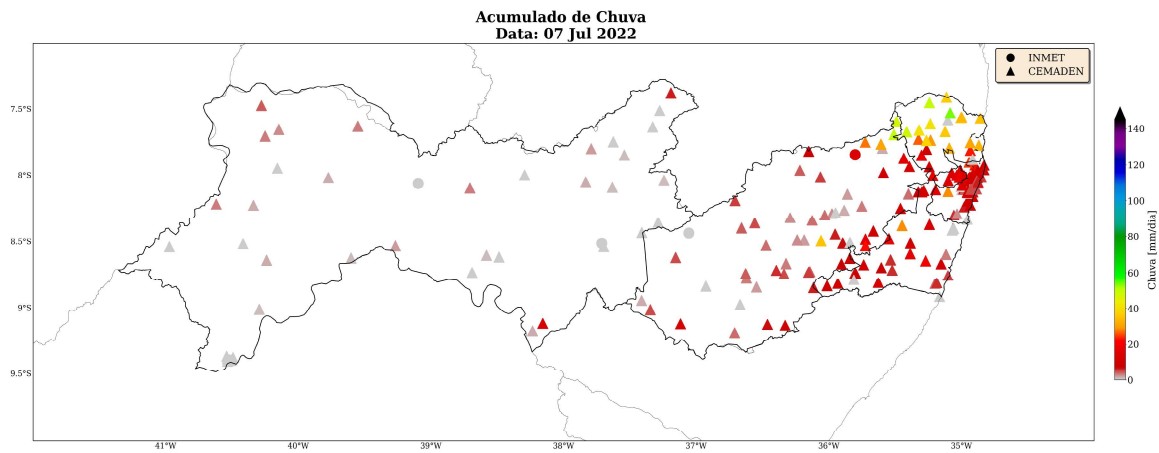 Acumulado de Chuva
Data: 07 Jul 2022
INMET
CEMADEN
7.5°S
8°S
8.5°S
9°S
9.5°S
41°W
40°W
39°W
38°W
37°W
36°W
35°W
140
120
100
80
60
40
20
0
Chuva [mm/dia]